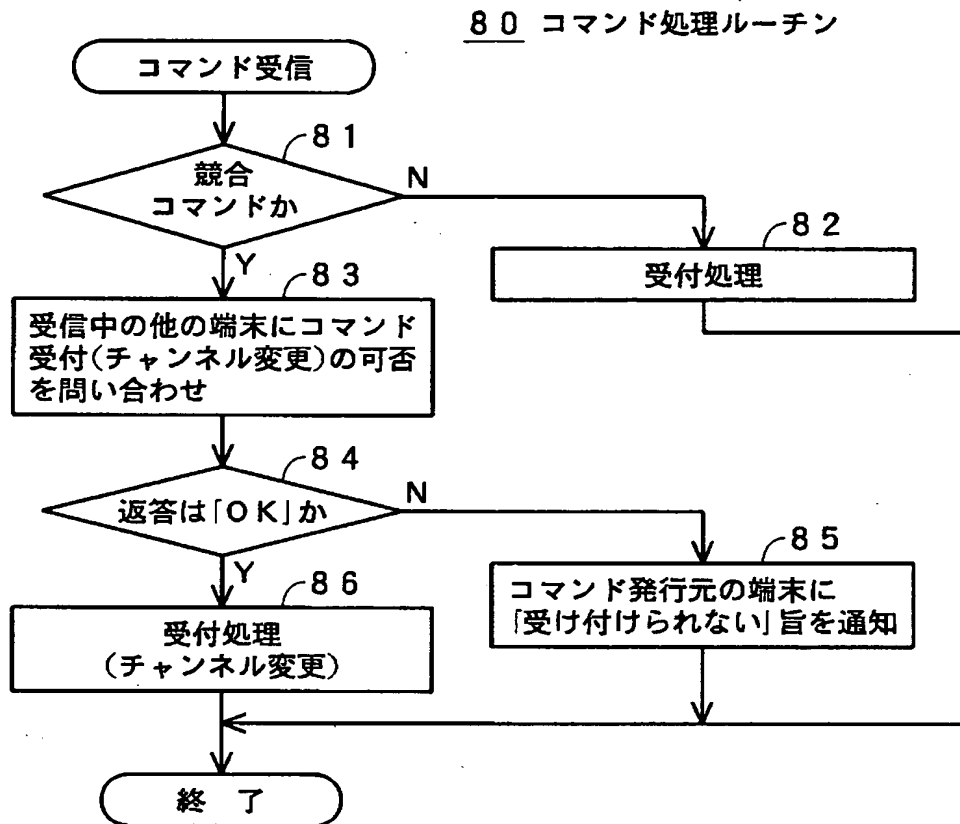 ８０ コマンド処理ルーチン
コマンド受信
８１
競合
コマンドか
N
８２
受付処理
Y
８３
受信中の他の端末にコマンド
受付(チャンネル変更)の可否
を問い合わせ
８４
返答は「ＯＫ」か
N
８５
コマンド発行元の端末に
「受け付けられない」旨を通知
Y
８６
受付処理
(チャンネル変更)
終 了